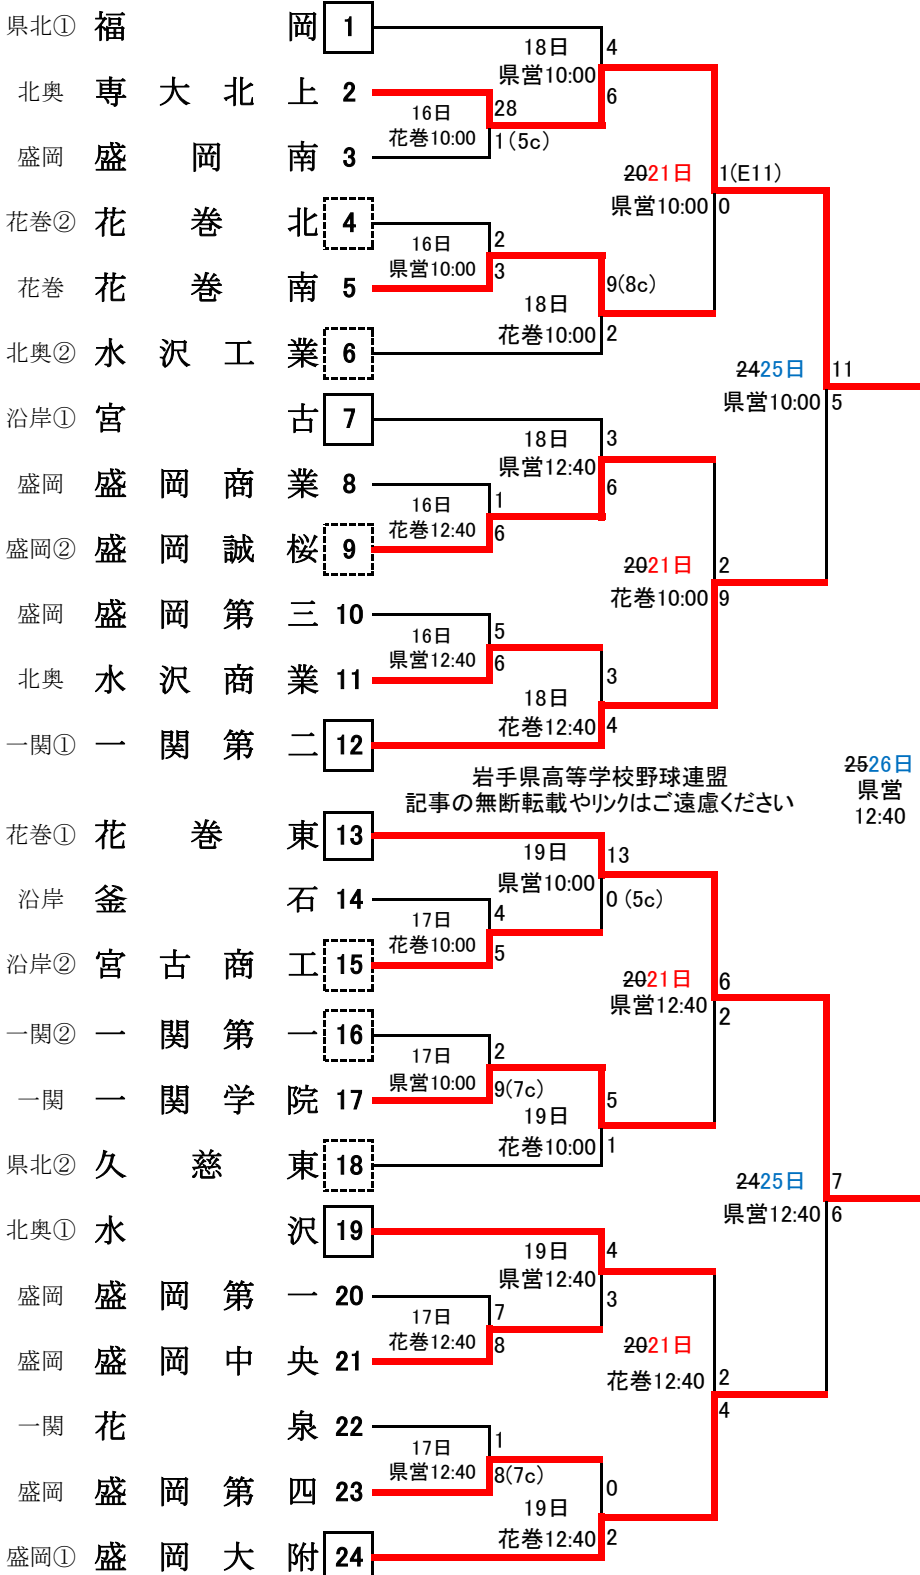 県北① 福岡 1
18日 4
県営10:00
北奥 専大北上 2
6
16日 28
花巻10:00 1(5c)
盛岡 盛岡南 3
2021日 1(E11)
県営10:00 0
花巻② 花巻北 4
16日 2
県営10:00 3
花巻 花巻南 5
9(8c)
18日
花巻10:00 2
北奥② 水沢工業 6
2425日 11
県営10:00 5
沿岸① 宮古 7
18日 3
県営12:40
盛岡 盛岡商業 8
6
16日 1
花巻12:40 6
盛岡② 盛岡誠桜 9
2021日 2
花巻10:00 9
盛岡 盛岡第三 10
16日 5
県営12:40 6
北奥 水沢商業 11
3
18日
花巻12:40 4
一関① 一関第二 12
岩手県高等学校野球連盟
記事の無断転載やリンクはご遠慮ください
2526日
県営
12:40
花巻① 花巻東 13
19日 13
県営10:00
0 (5c)
沿岸 釜石 14
17日 4
花巻10:00 5
沿岸② 宮古商工 15
2021日 6
県営12:40 2
一関② 一関第一 16
17日 2
県営10:00 9(7c)
一関 一関学院 17
5
19日
花巻10:00 1
県北② 久慈東 18
2425日 7
県営12:40 6
北奥① 水沢 19
19日 4
県営12:40
3
盛岡 盛岡第一 20
17日 7
花巻12:40 8
盛岡 盛岡中央 21
2021日
花巻12:40 2
4
一関 花泉 22
17日 1
県営12:40 8(7c)
盛岡 盛岡第四 23
0
19日
花巻12:40 2
盛岡① 盛岡大附 24